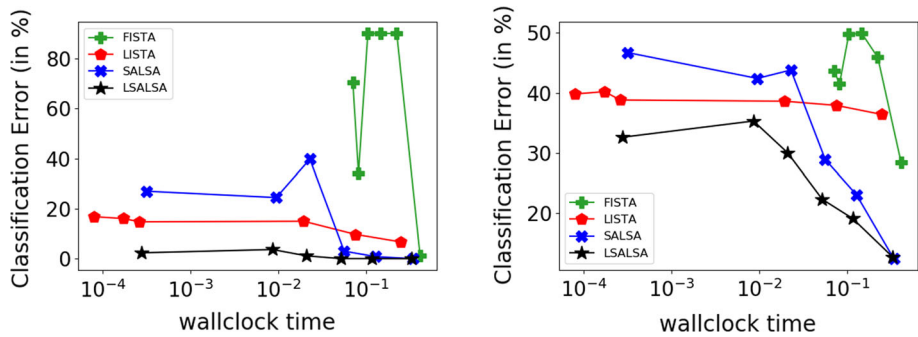 Classification Error (in %)
80
60
40
20
0
FISTA
LISTA
SALSA
LSALSA
10⁻⁴
10⁻³
10⁻²
10⁻¹
wallclock time
Classification Error (in %)
50
40
30
20
FISTA
LISTA
SALSA
LSALSA
10⁻⁴
10⁻³
10⁻²
10⁻¹
wallclock time